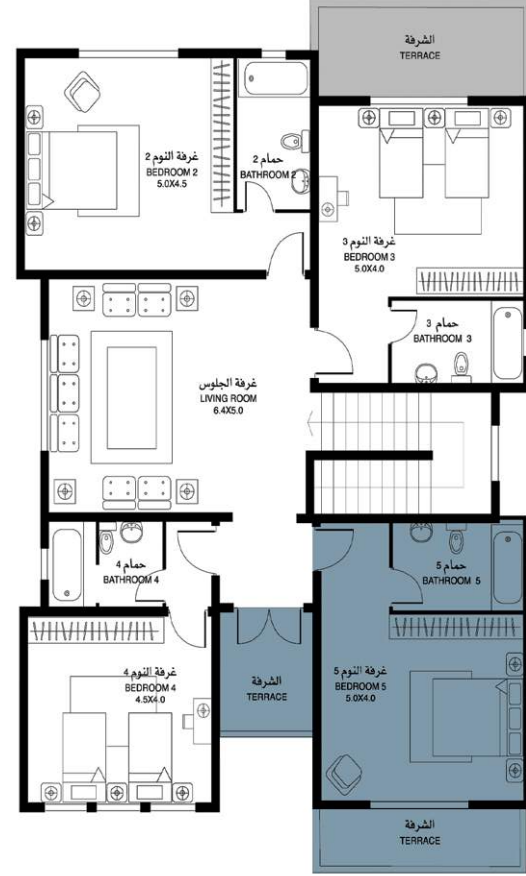 الشرفة
TERRACE
غرفة النوم 2
BEDROOM 2
5.0X4.5
حمام 2
BATHROOM 2
غرفة النوم 3
BEDROOM 3
5.0X4.0
حمام 3
BATHROOM 3
غرفة الجلوس
LIVING ROOM
6.4X5.0
حمام 4
BATHROOM 4
حمام 5
BATHROOM 5
غرفة النوم 4
BEDROOM 4
4.5X4.0
الشرفة
TERRACE
غرفة النوم 5
BEDROOM 5
5.0X4.0
الشرفة
TERRACE